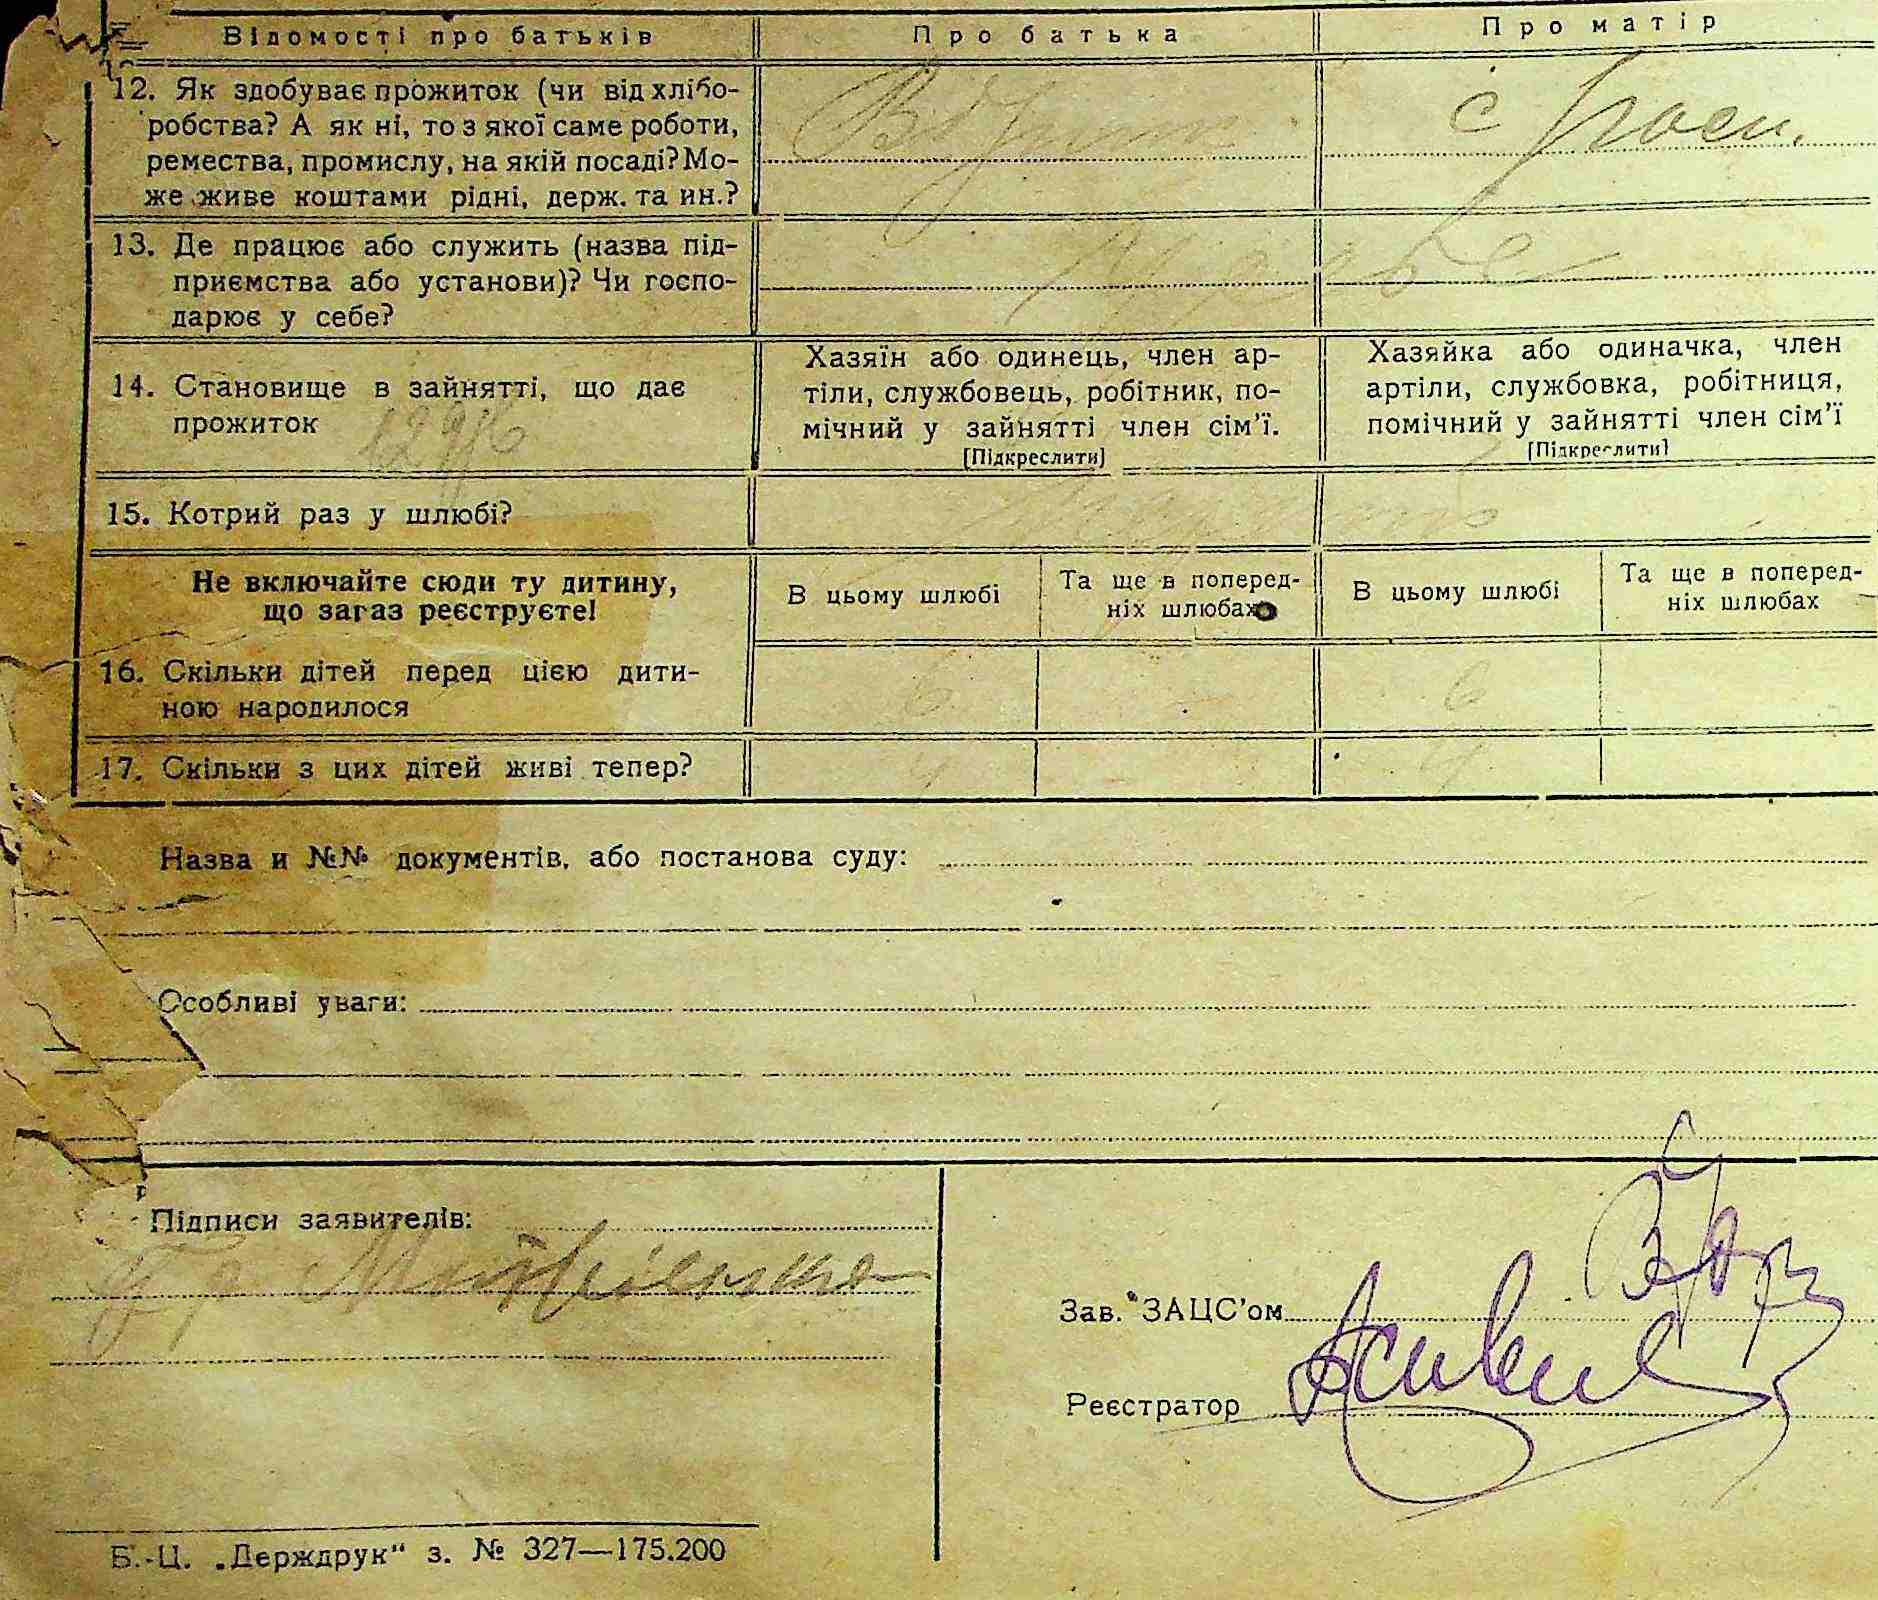 Відомості про батьків Про батька Про матір
12. Як здобуває прожиток (чи від хлібо-
робства? А як ні, то з якої саме роботи,
ремества, промислу, на якій посаді? Мо-
же живе коштами рідні, держ. та ин.?
с госп.
13. Де працює або служить (назва під-
приємства або установи)? Чи госпо-
дарює у себе?
14. Становище в зайнятті, що дає
прожиток
Хазяїн або одинець, член ар-
тіли, службовець, робітник, по-
мічний у зайнятті член сім’ї.
[Підкреслити]
Хазяйка або одиначка, член
артіли, службовка, робітниця,
помічний у зайнятті член сім’ї
[Підкреслити]
15. Котрий раз у шлюбі?
Не включайте сюди ту дитину,
що загаз реєструєте!
В цьому шлюбі
Та ще в поперед-
ніх шлюбах
В цьому шлюбі
Та ще в поперед-
ніх шлюбах
16. Скільки дітей перед цією дити-
ною народилося
6 - 6
17. Скільки з цих дітей живі тепер?
Назва и №№ документів, або постанова суду:
Особливі уваги:
Підписи заявителів:
Зав. ЗАЦС’ом
Реєстратор
Б.-Ц. „Держдрук“ з. № 327—175.200